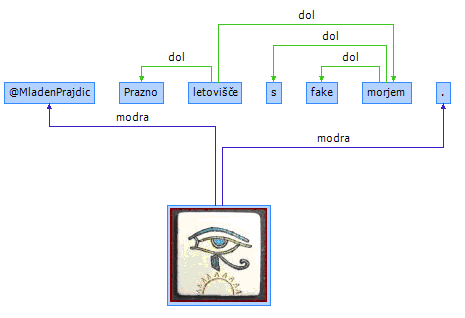 dol
dol
dol dol
@MladenPrajdic Prazno letovišče s fake morjem .
modra
modra